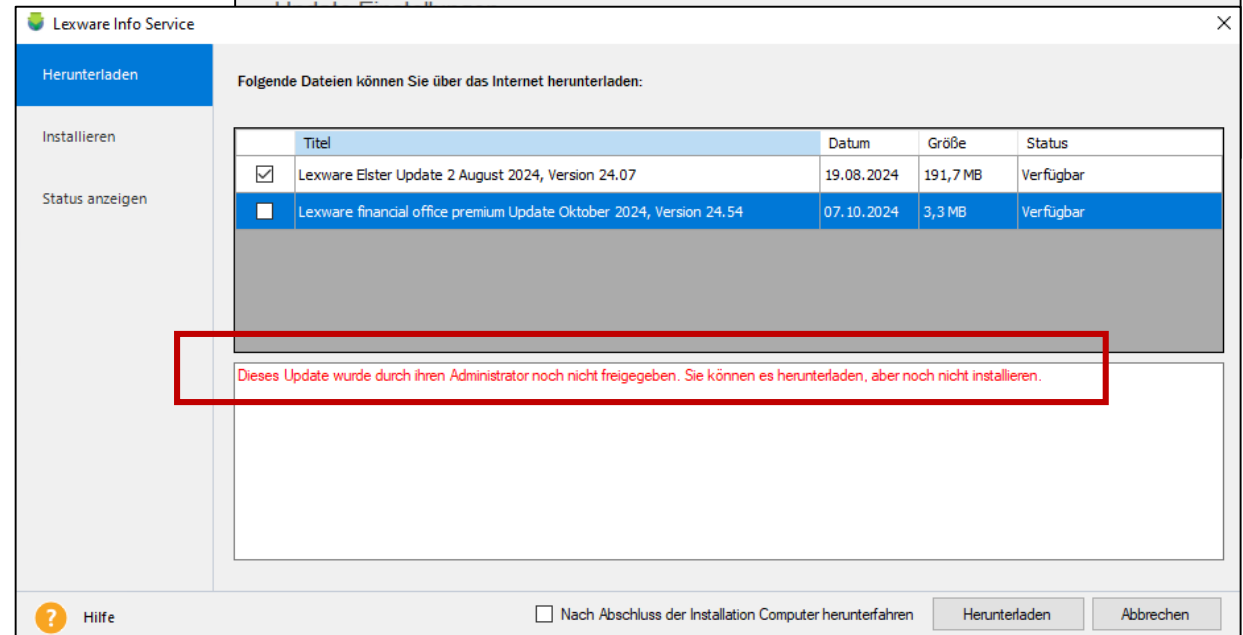 Lexware Info Service
Herunterladen
Installieren
Status anzeigen
Folgende Dateien können Sie über das Internet herunterladen:
Titel Datum Größe Status
Lexware Elster Update 2 August 2024, Version 24.07 19.08.2024 191,7 MB Verfügbar
Lexware financial office premium Update Oktober 2024, Version 24.54 07.10.2024 3,3 MB Verfügbar
Dieses Update wurde durch ihren Administrator noch nicht freigegeben. Sie können es herunterladen, aber noch nicht installieren.
? Hilfe
Nach Abschluss der Installation Computer herunterfahren
Herunterladen
Abbrechen